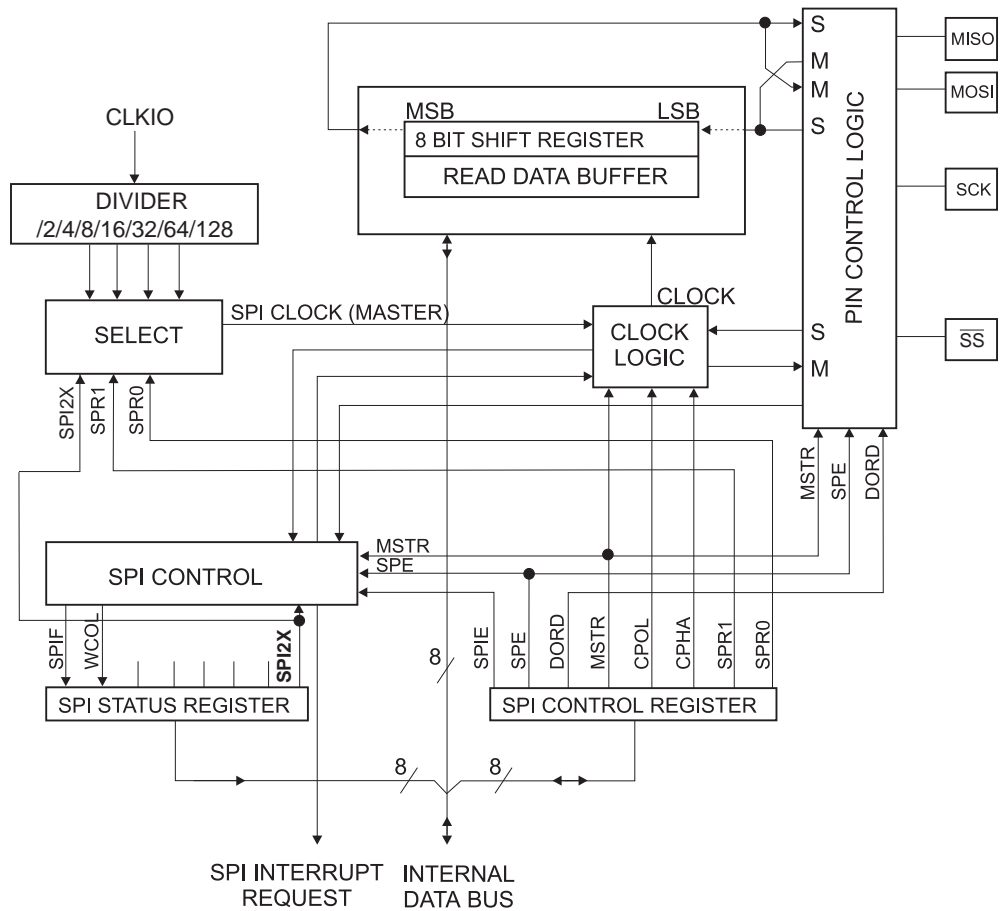 S
MISO
M
M
MOSI
S
MSB
LSB
8 BIT SHIFT REGISTER
READ DATA BUFFER
CLKIO
DIVIDER
/2/4/8/16/32/64/128
PIN CONTROL LOGIC
SCK
SELECT
SPI CLOCK (MASTER)
CLOCK
CLOCK
LOGIC
S
M
SS
SPI2X
SPR1
SPR0
MSTR
SPE
DORD
SPI CONTROL
MSTR
SPE
SPIF
WCOL
SPI2X
8
SPIE
SPE
DORD
MSTR
CPOL
CPHA
SPR1
SPR0
SPI STATUS REGISTER
SPI CONTROL REGISTER
8
8
SPI INTERRUPT
REQUEST
INTERNAL
DATA BUS